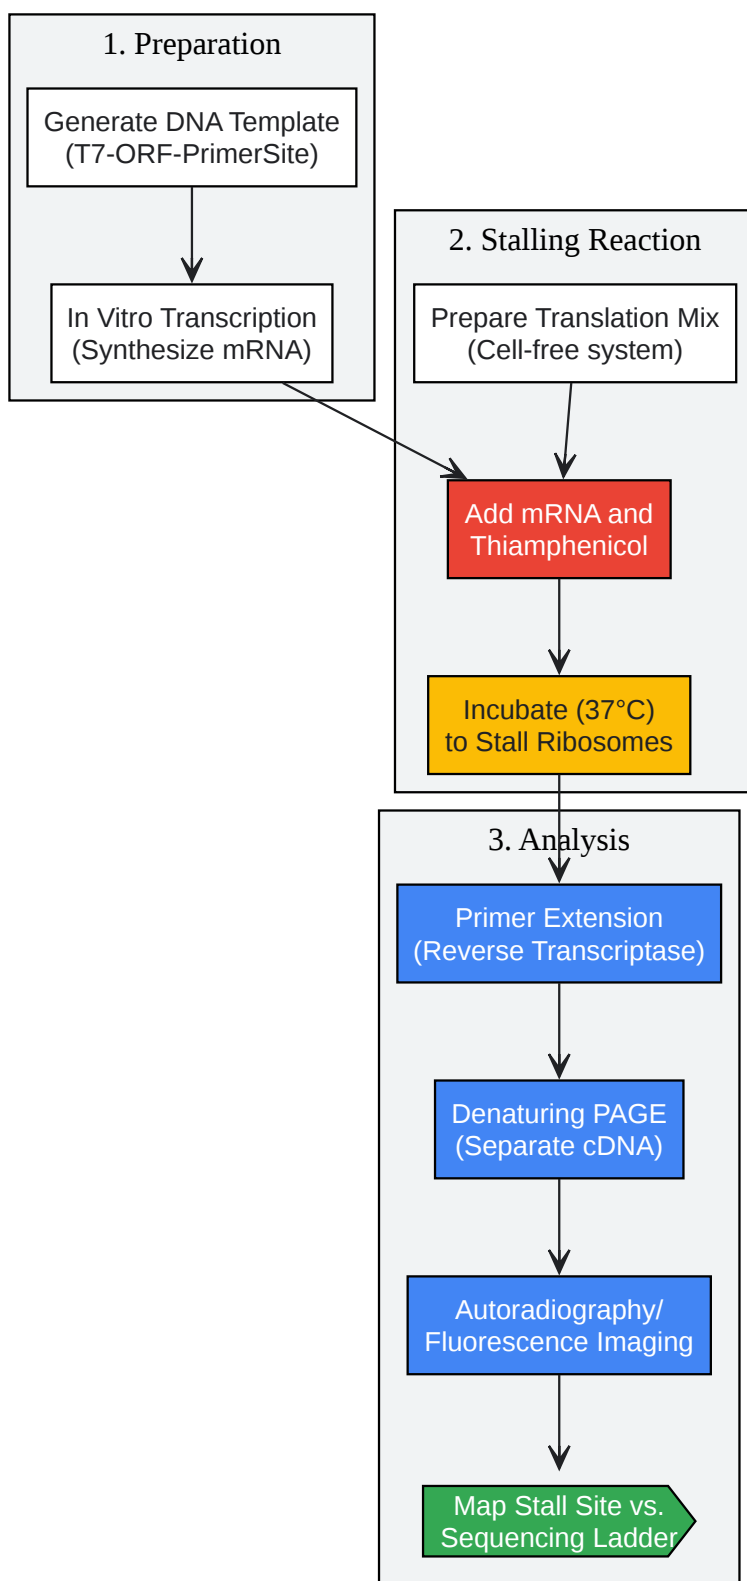 1. Preparation
Generate DNA Template
(T7-ORF-PrimerSite)
In Vitro Transcription
(Synthesize mRNA)
2. Stalling Reaction
Prepare Translation Mix
(Cell-free system)
Add mRNA and
Thiamphenicol
Incubate (37°C)
to Stall Ribosomes
3. Analysis
Primer Extension
(Reverse Transcriptase)
Denaturing PAGE
(Separate cDNA)
Autoradiography/
Fluorescence Imaging
Map Stall Site vs.
Sequencing Ladder